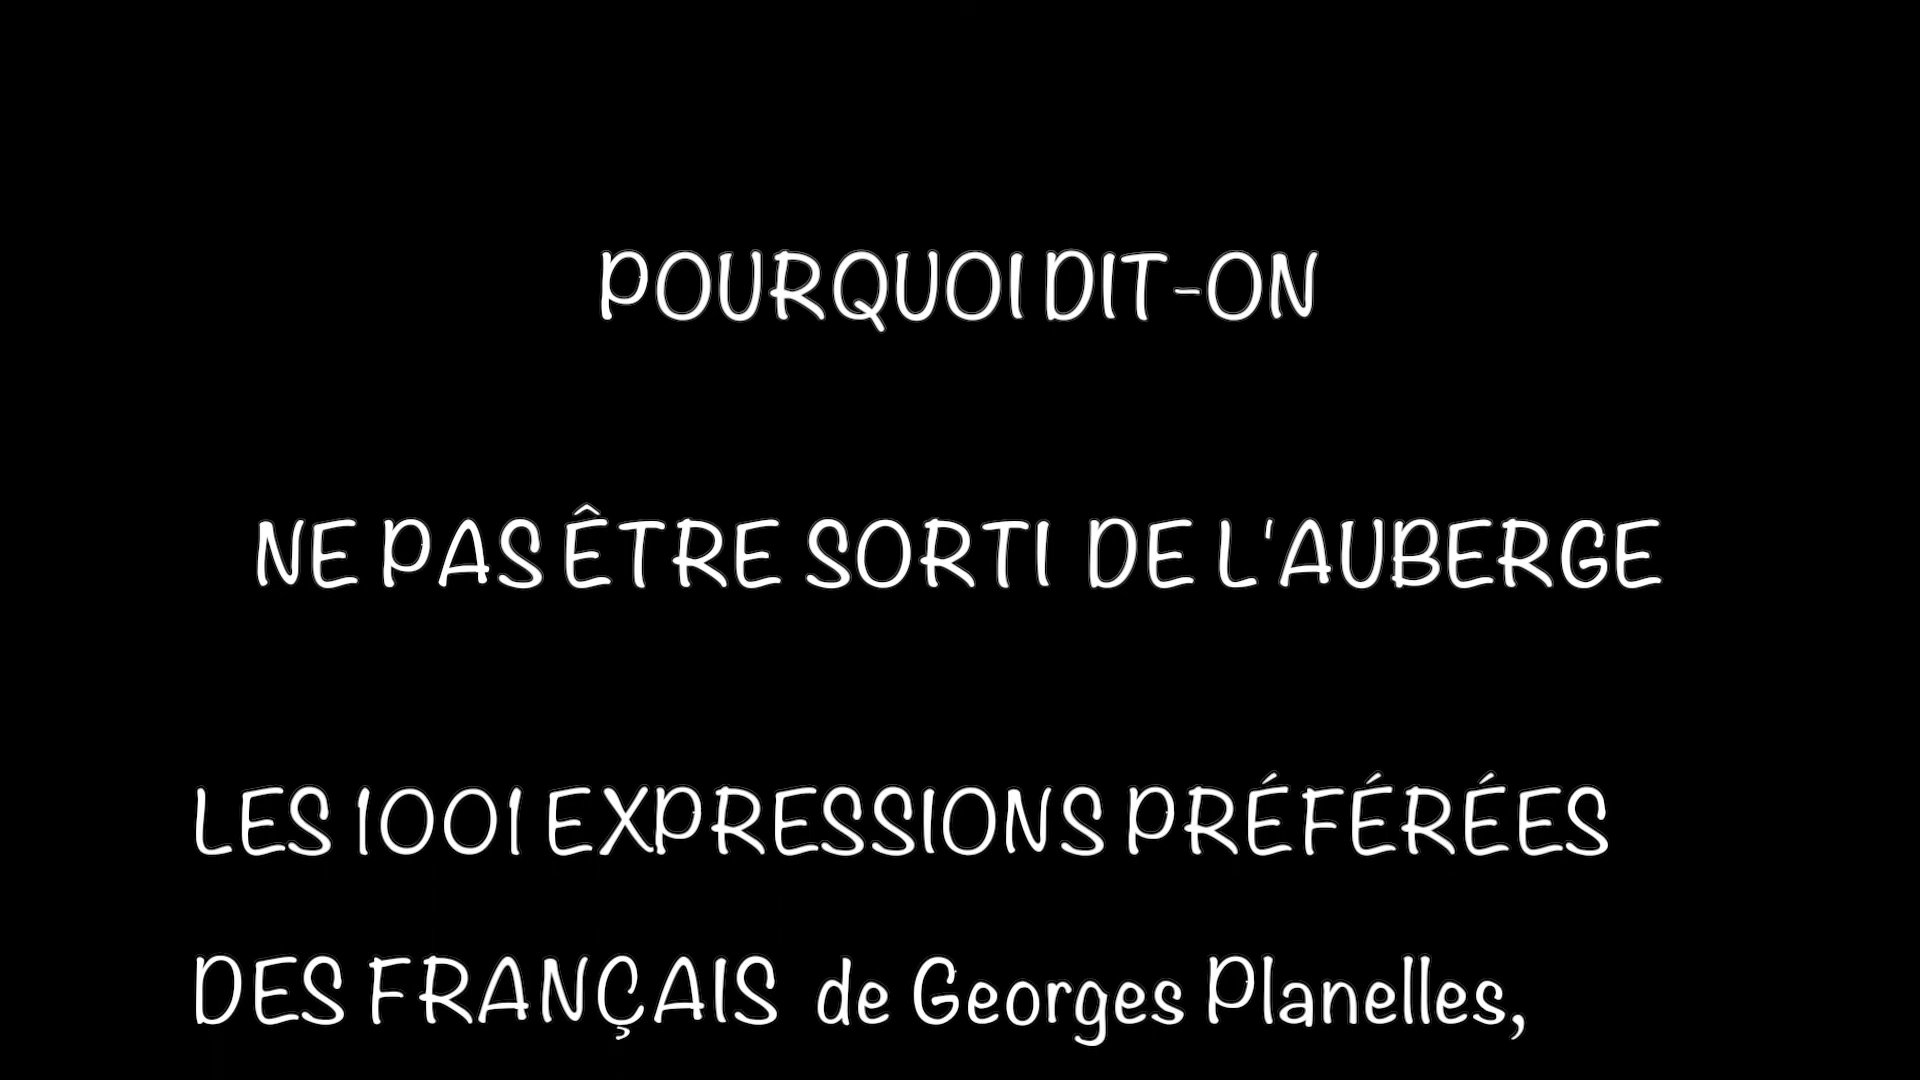 POURQUOI DIT-ON
NE PAS ÊTRE SORTI DE L'AUBERGE
LES 1001 EXPRESSIONS PRÉFÉRÉES
DES FRANÇAIS de Georges Planelles,